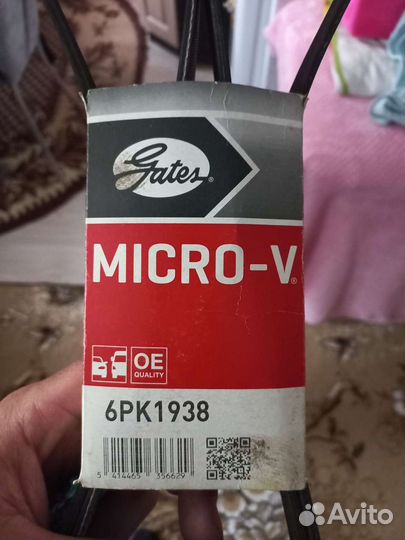 Gates®
MICRO-V®
OE
QUALITY
6PK1938
5 414465 356629
Avito